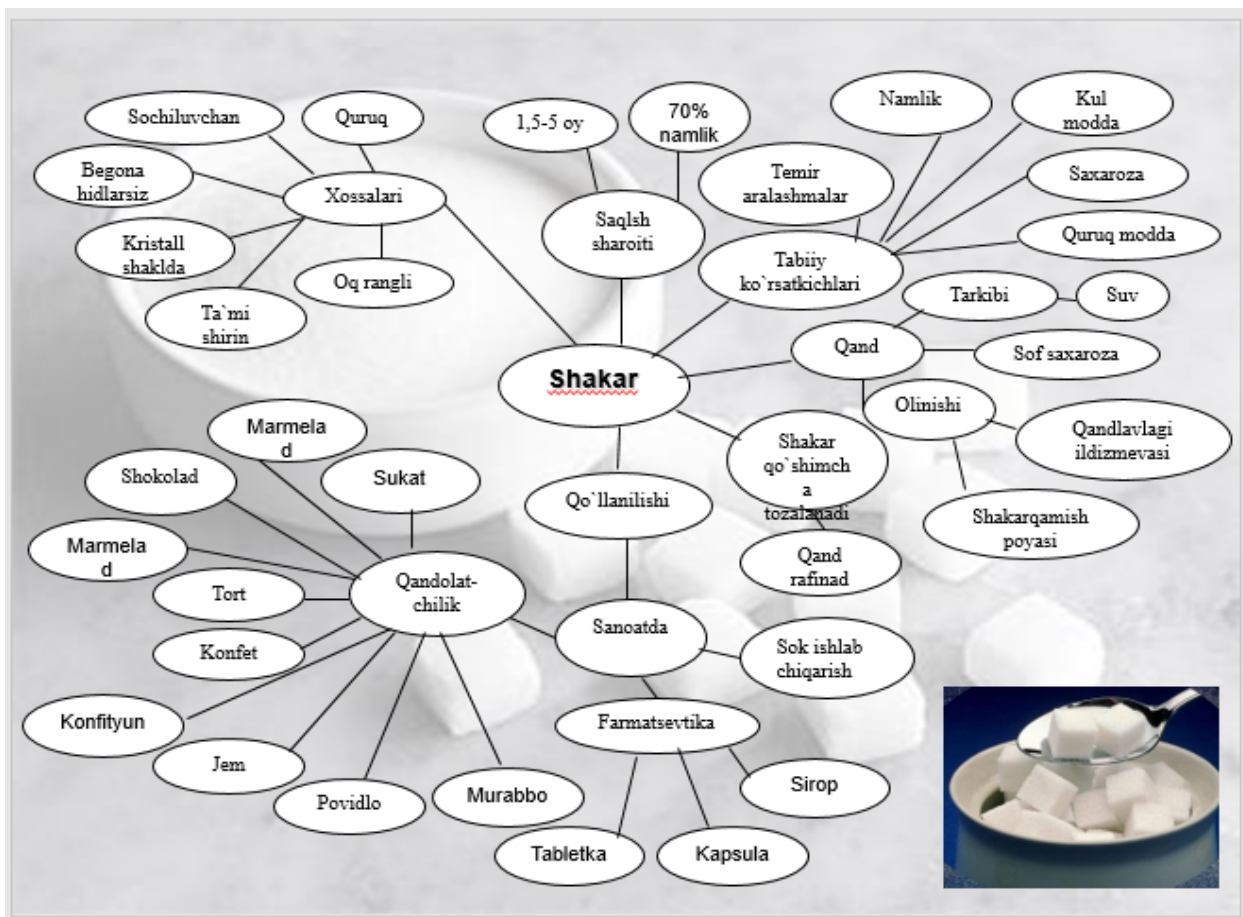 Sochiluvchan
Quruq
Begona
hidlarsiz
Xossalari
Kristall
shaklda
Oq rangli
Ta`mi
shirin
1,5-5 oy
70%
namlik
Saqlsh
sharoiti
Namlik
Kul
modda
Temir
aralashmalar
Saxaroza
Tabiiy
ko`rsatkichlari
Quruq modda
Tarkibi
Suv
Qand
Sof saxaroza
Shakar
Olinishi
Qandlavlagi
ildizmevasi
Shakarqamish
poyasi
Shakar
qo`shimch
a
tozalanadi
Qand
rafinad
Qo`llanilishi
Marmela
d
Sukat
Shokolad
Marmela
d
Qandolat-
chilik
Tort
Konfet
Konfityun
Jem
Povidlo
Murabbo
Sanoatda
Sok ishlab
chiqarish
Farmatsevtika
Sirop
Tabletka
Kapsula